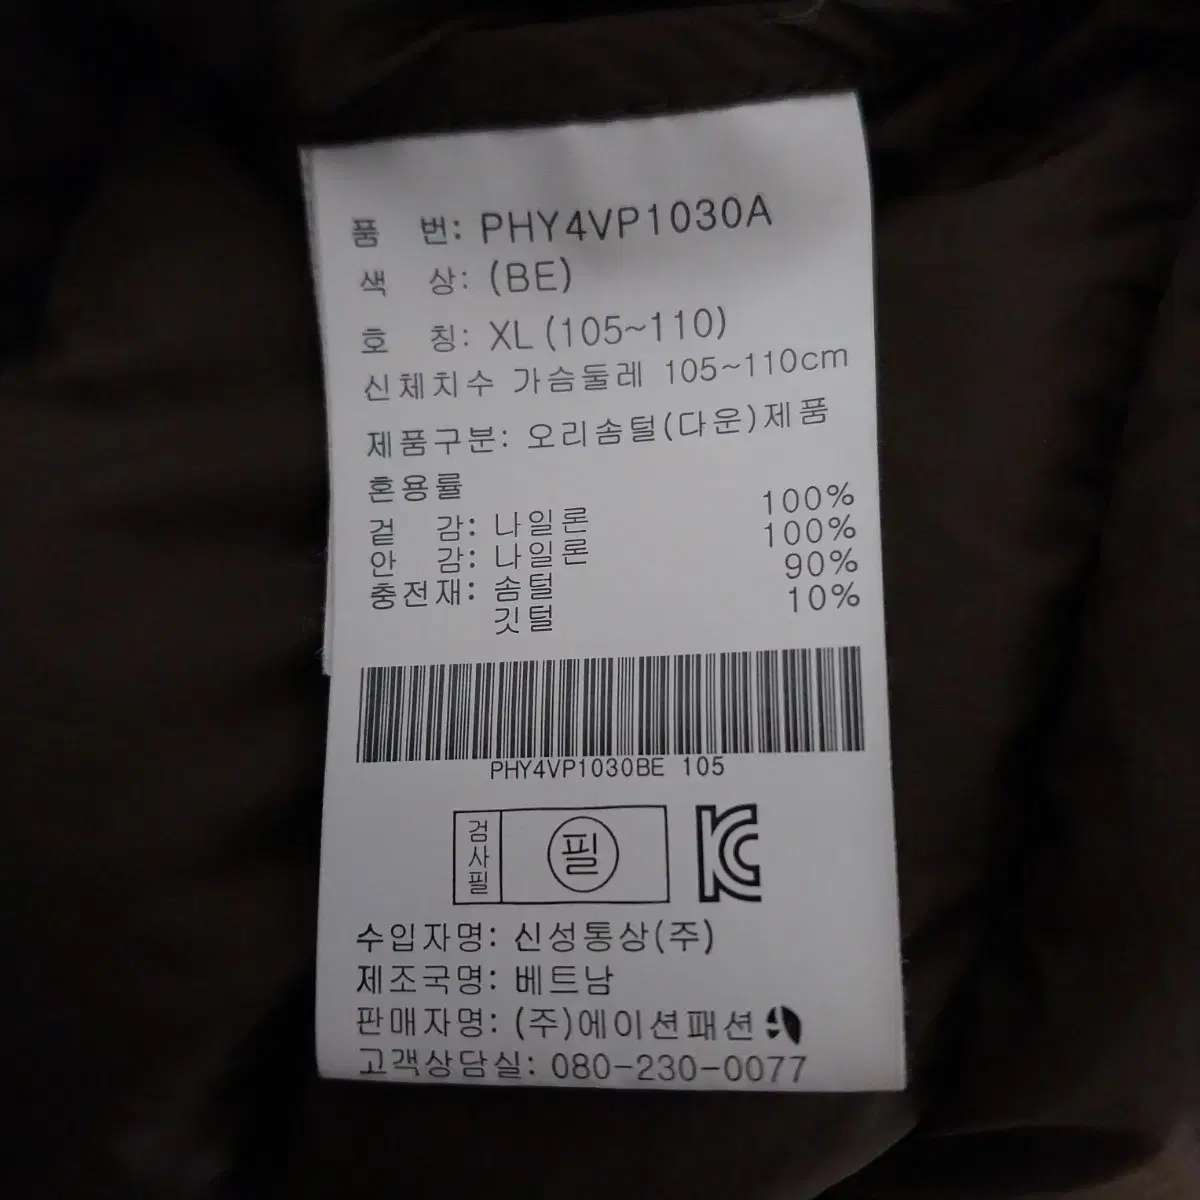 품 번: PHY4VP1030A
색 상: (BE)
호 칭: XL (105~110)
신체치수 가슴둘레 105~110cm
제품구분: 오리솜털(다운)제품
혼용률
겉 감: 나일론 100%
안 감: 나일론 100%
충전재: 솜털 90%
깃털 10%
PHY4VP1030BE 105
검사필 필
수입자명: 신성통상(주)
제조국명: 베트남
판매자명: (주)에이션패션
고객상담실: 080-230-0077